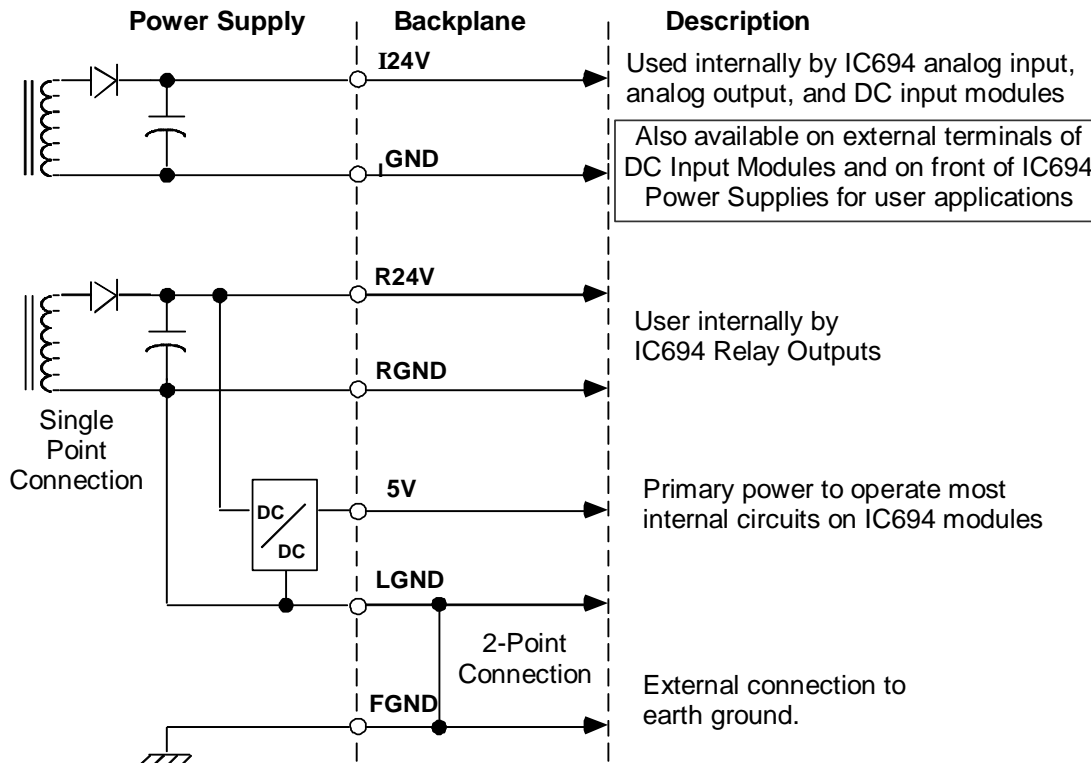 Power Supply Backplane Description
I24V
Used internally by IC694 analog input,
analog output, and DC input modules
GND
Also available on external terminals of
DC Input Modules and on front of IC694
Power Supplies for user applications
R24V
User internally by
IC694 Relay Outputs
RGND
Single
Point
Connection
5V
DC
DC
Primary power to operate most
internal circuits on IC694 modules
LGND
2-Point
Connection
FGND
External connection to
earth ground.